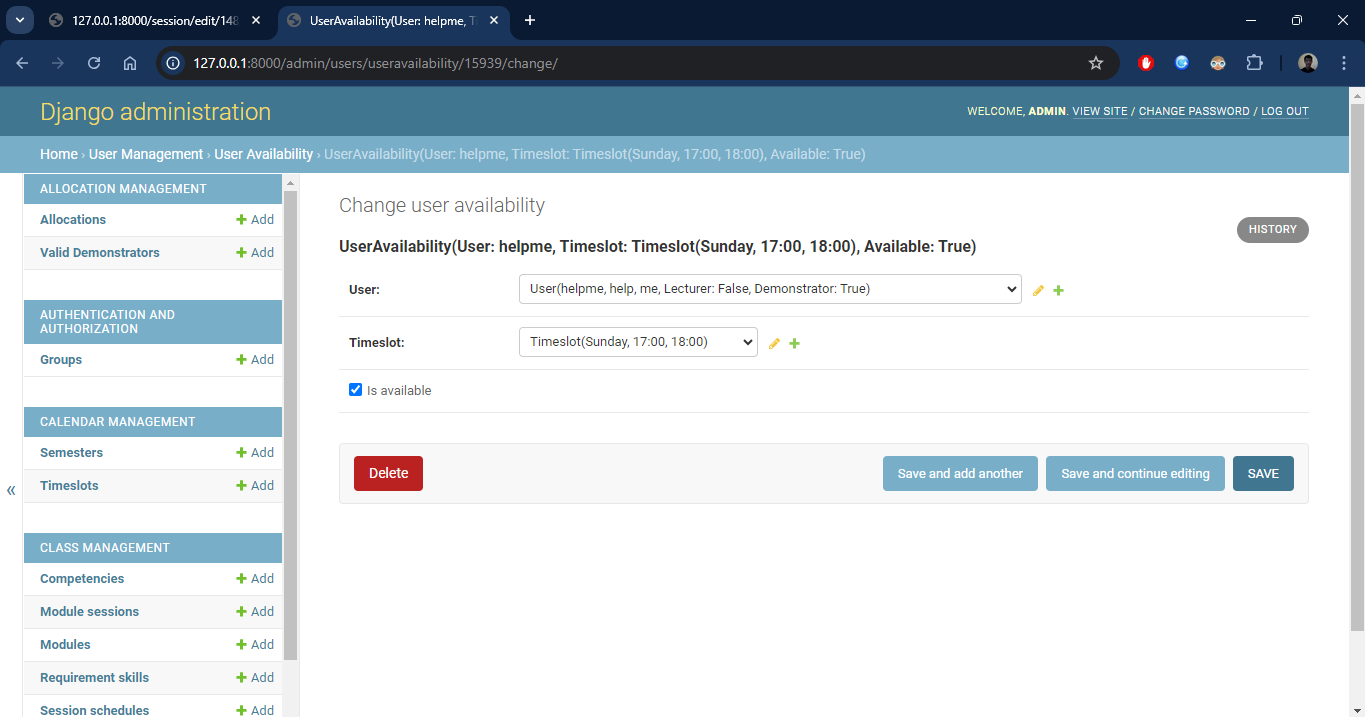 127.0.0.1:8000/session/edit/148
UserAvailability(User: helpme, T
127.0.0.1:8000/admin/users/useravailability/15939/change/
Django administration
WELCOME, ADMIN. VIEW SITE / CHANGE PASSWORD / LOG OUT
Home › User Management › User Availability › UserAvailability(User: helpme, Timeslot: Timeslot(Sunday, 17:00, 18:00), Available: True)
ALLOCATION MANAGEMENT
Allocations + Add
Valid Demonstrators + Add
AUTHENTICATION AND
AUTHORIZATION
Groups + Add
CALENDAR MANAGEMENT
Semesters + Add
Timeslots + Add
«
CLASS MANAGEMENT
Competencies + Add
Module sessions + Add
Modules + Add
Requirement skills + Add
Session schedules + Add
Change user availability
HISTORY
UserAvailability(User: helpme, Timeslot: Timeslot(Sunday, 17:00, 18:00), Available: True)
User: User(helpme, help, me, Lecturer: False, Demonstrator: True)
Timeslot: Timeslot(Sunday, 17:00, 18:00)
Is available
Delete
Save and add another
Save and continue editing
SAVE